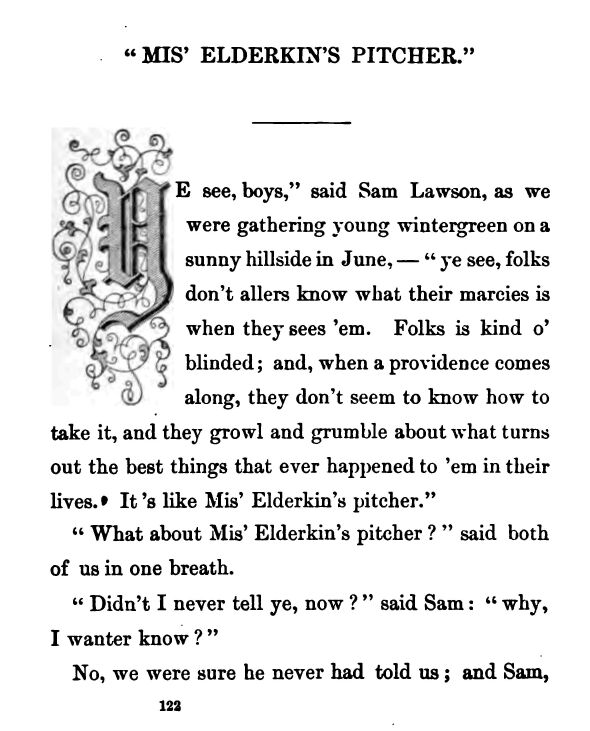 “ MIS’ ELDERKIN’S PITCHER.”
YE see, boys,” said Sam Lawson, as we
were gathering young wintergreen on a
sunny hillside in June, — “ ye see, folks
don’t allers know what their marcies is
when they sees ’em. Folks is kind o’
blinded ; and, when a providence comes
along, they don’t seem to know how to
take it, and they growl and grumble about what turns
out the best things that ever happened to ’em in their
lives. It ’s like Mis’ Elderkin’s pitcher.”
“ What about Mis’ Elderkin’s pitcher ? ” said both
of us in one breath.
“ Didn’t I never tell ye, now ? ” said Sam : “ why,
I wanter know ? ”
No, we were sure he never had told us ; and Sam,
122